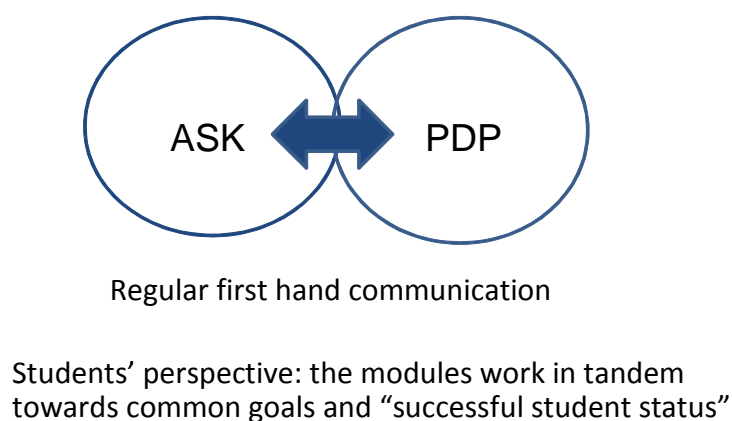 ASK PDP
Regular first hand communication
Students’ perspective: the modules work in tandem
towards common goals and “successful student status”